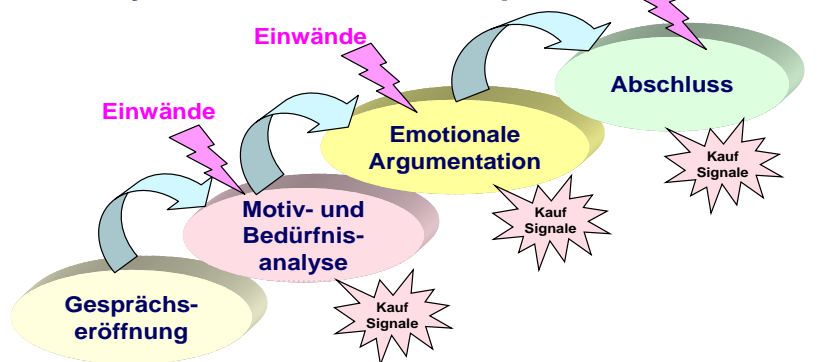 Einwände
Abschluss
Einwände
Emotionale
Argumentation
Kauf
Signale
Motiv- und
Bedürfnis-
analyse
Kauf
Signale
Gesprächs-
eröffnung
Kauf
Signale